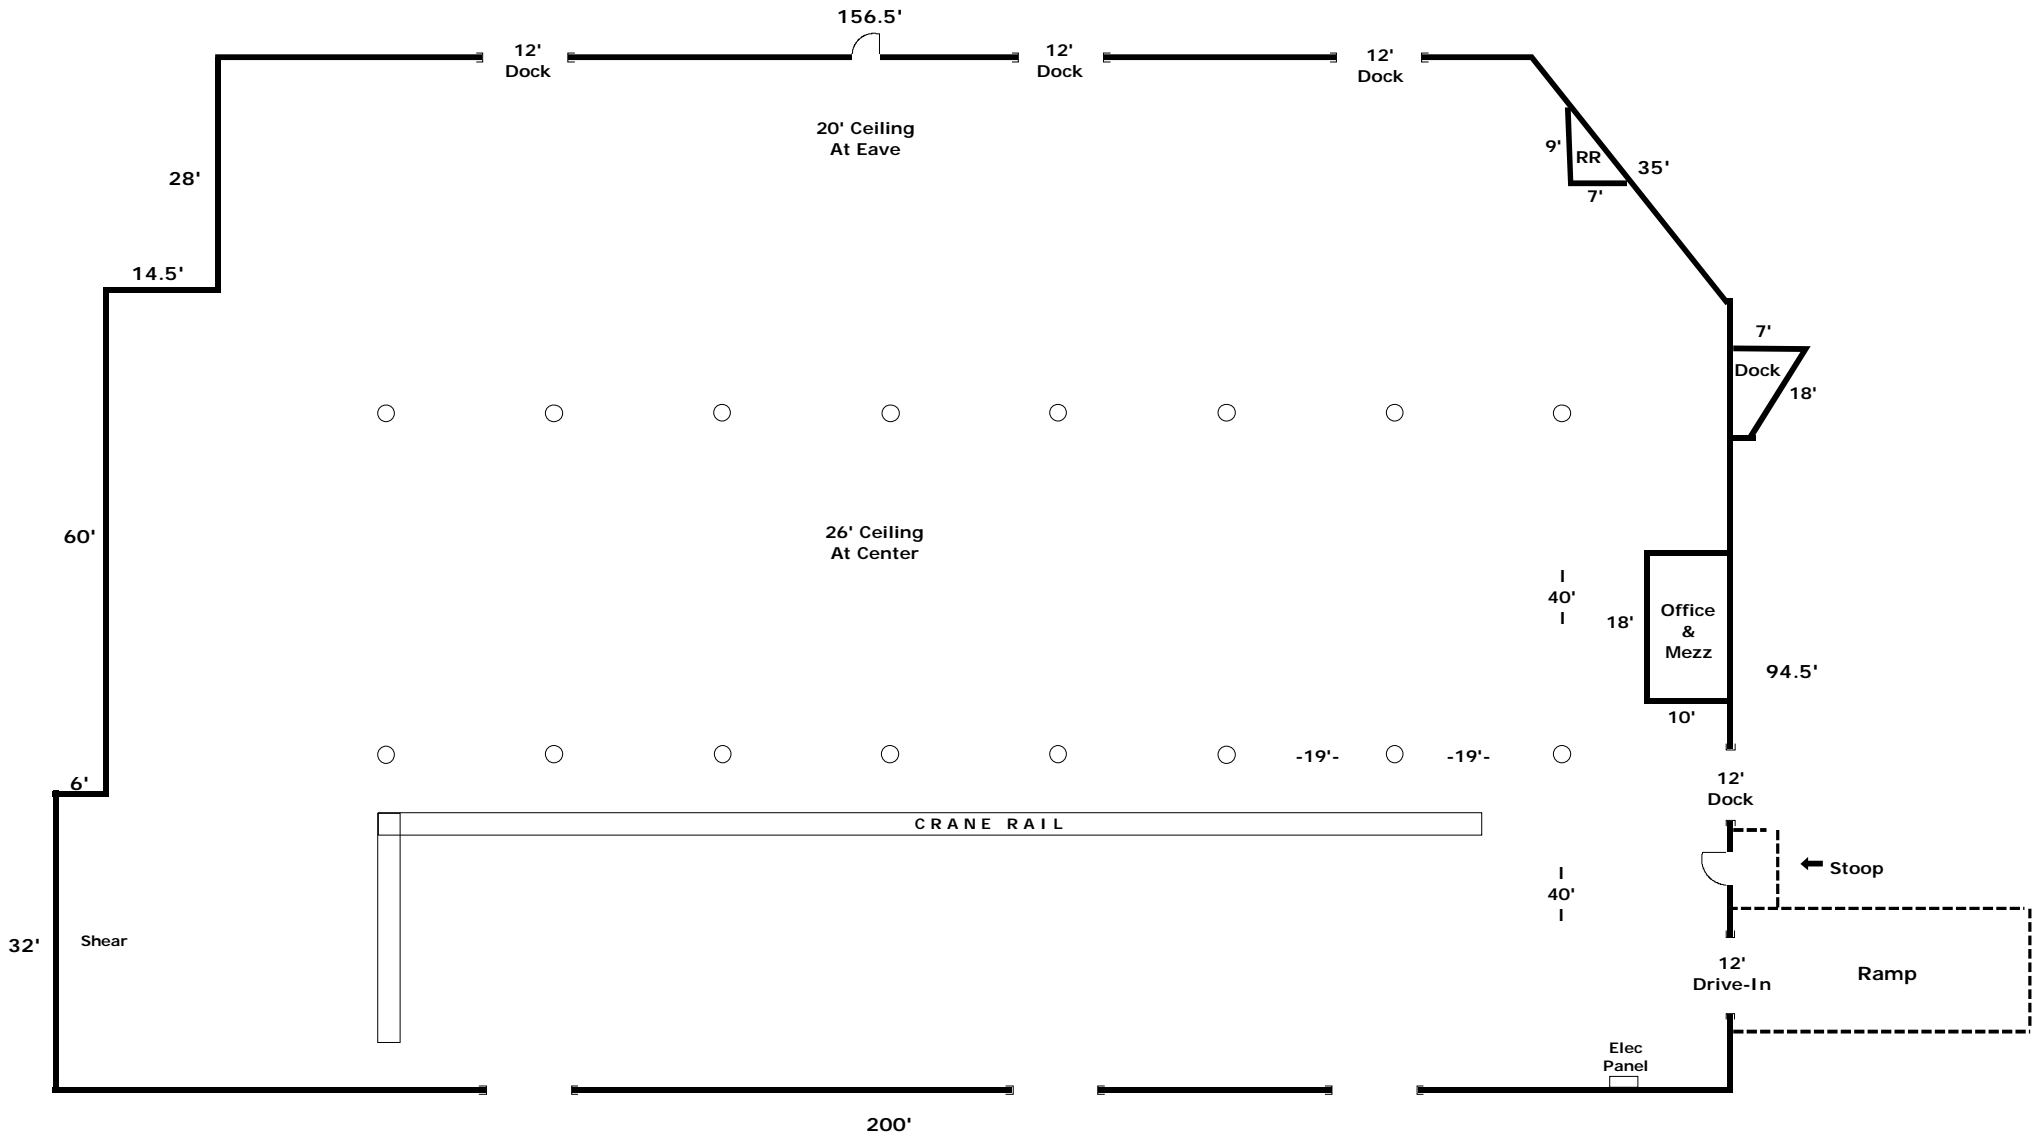 156.5'
12'
Dock
12'
Dock
12'
Dock
20' Ceiling
At Eave
28'
9'
RR
35'
7'
14.5'
7'
Dock
18'
60'
26' Ceiling
At Center
I
40'
I
18'
Office
&
Mezz
10'
94.5'
6'
-19'-
-19'-
12'
Dock
CRANE RAIL
I
40'
I
Stoop
32'
Shear
12'
Drive-In
Ramp
Elec
Panel
200'